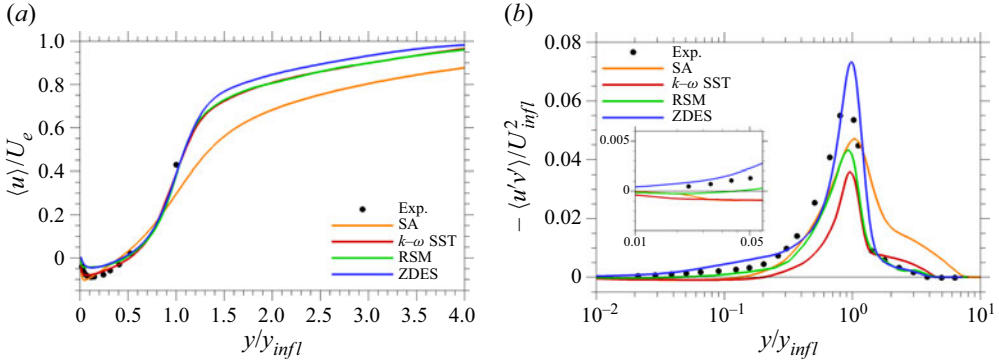 (a)
1.0
0.8
0.6
0.4
0.2
0
⟨u⟩/U_e
Exp.
SA
k–ω SST
RSM
ZDES
0 0.5 1.0 1.5 2.0 2.5 3.0 3.5 4.0
y/y_infl
(b)
0.08
0.06
0.04
0.02
0
− ⟨u′v′⟩/U²_infl
Exp.
SA
k–ω SST
RSM
ZDES
0.005
0
0.01 0.05
10⁻² 10⁻¹ 10⁰ 10¹
y/y_infl